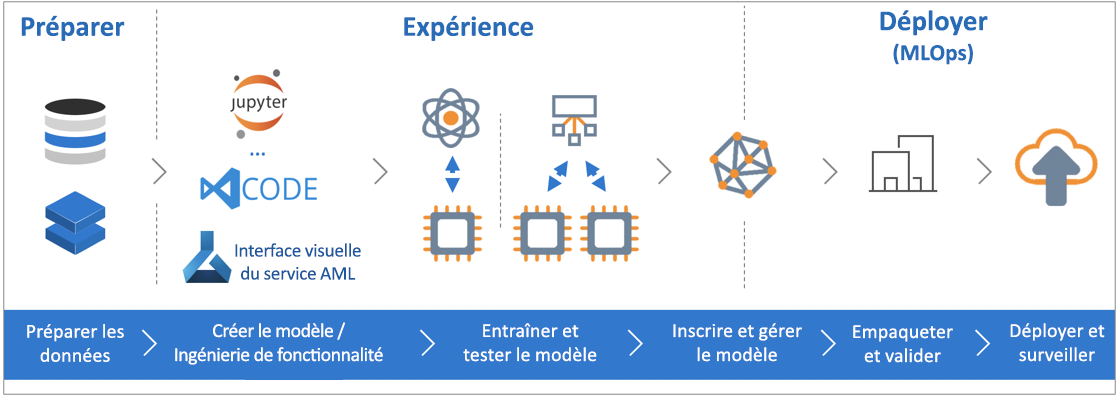 Préparer
Expérience
Déployer
(MLOps)
jupyter
...
CODE
Interface visuelle
du service AML
Préparer les
données
Créer le modèle /
Ingénierie de fonctionnalité
Entraîner et
tester le modèle
Inscrire et gérer
le modèle
Empaqueter
et valider
Déployer et
surveiller